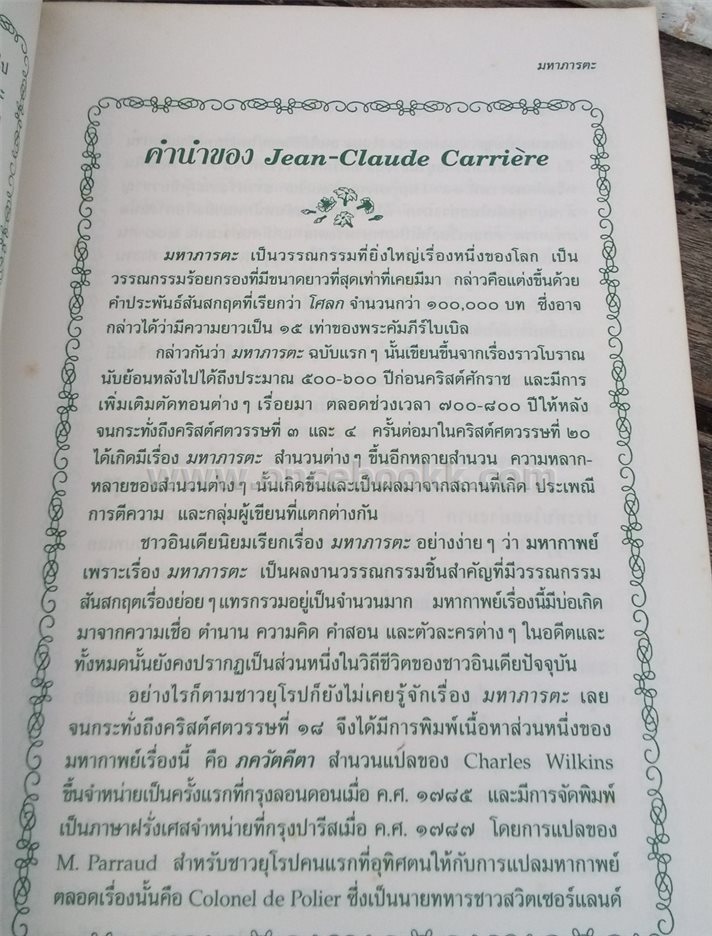 มหาภารตะ
คำนำของ Jean-Claude Carrière
มหาภารตะ เป็นวรรณกรรมที่ยิ่งใหญ่เรื่องหนึ่งของโลก เป็น
วรรณกรรมร้อยกรองที่มีขนาดยาวที่สุดเท่าที่เคยมีมา กล่าวคือแต่งขึ้นด้วย
คำประพันธ์สันสกฤตที่เรียกว่า โศลก จำนวนกว่า ๑๐๐,๐๐๐ บท ซึ่งอาจ
กล่าวได้ว่ามีความยาวเป็น ๑๕ เท่าของพระคัมภีร์ไบเบิล
กล่าวกันว่า มหาภารตะ ฉบับแรกๆ นั้นเขียนขึ้นจากเรื่องราวโบราณ
นับย้อนหลังไปได้ถึงประมาณ ๕๐๐-๖๐๐ ปีก่อนคริสต์ศักราช และมีการ
เพิ่มเติมตัดทอนต่างๆ เรื่อยมา ตลอดช่วงเวลา ๗๐๐-๘๐๐ ปีให้หลัง
จนกระทั่งถึงคริสต์ศตวรรษที่ ๓ และ ๔ ครั้นต่อมาในคริสต์ศตวรรษที่ ๒๐
ได้เกิดมีเรื่อง มหาภารตะ สำนวนต่างๆ ขึ้นอีกหลายสำนวน ความหลาก-
หลายของสำนวนต่างๆ นั้นเกิดขึ้นและเป็นผลมาจากสถานที่เกิด ประเพณี
การตีความ และกลุ่มผู้เขียนที่แตกต่างกัน
ชาวอินเดียนิยมเรียกเรื่อง มหาภารตะ อย่างง่ายๆ ว่า มหากาพย์
เพราะเรื่อง มหาภารตะ เป็นผลงานวรรณกรรมชิ้นสำคัญที่มีวรรณกรรม
สันสกฤตเรื่องย่อยๆ แทรกรวมอยู่เป็นจำนวนมาก มหากาพย์เรื่องนี้มีบ่อเกิด
มาจากความเชื่อ ตำนาน ความคิด คำสอน และตัวละครต่างๆ ในอดีตและ
ทั้งหมดนั้นยังคงปรากฏเป็นส่วนหนึ่งในวิถีชีวิตของชาวอินเดียปัจจุบัน
อย่างไรก็ตามชาวยุโรปก็ยังไม่เคยรู้จักเรื่อง มหาภารตะ เลย
จนกระทั่งถึงคริสต์ศตวรรษที่ ๑๘ จึงได้มีการพิมพ์เนื้อหาส่วนหนึ่งของ
มหากาพย์เรื่องนี้ คือ ภควัตคีตา สำนวนแปลของ Charles Wilkins
ขึ้นจำหน่ายเป็นครั้งแรกที่กรุงลอนดอนเมื่อ ค.ศ. ๑๗๘๕ และมีการจัดพิมพ์
เป็นภาษาฝรั่งเศสจำหน่ายที่กรุงปารีสเมื่อ ค.ศ. ๑๗๘๗ โดยการแปลของ
M. Parraud สำหรับชาวยุโรปคนแรกที่อุทิศตนให้กับการแปลมหากาพย์
ตลอดเรื่องนั้นคือ Colonel de Polier ซึ่งเป็นนายทหารชาวสวิตเซอร์แลนด์